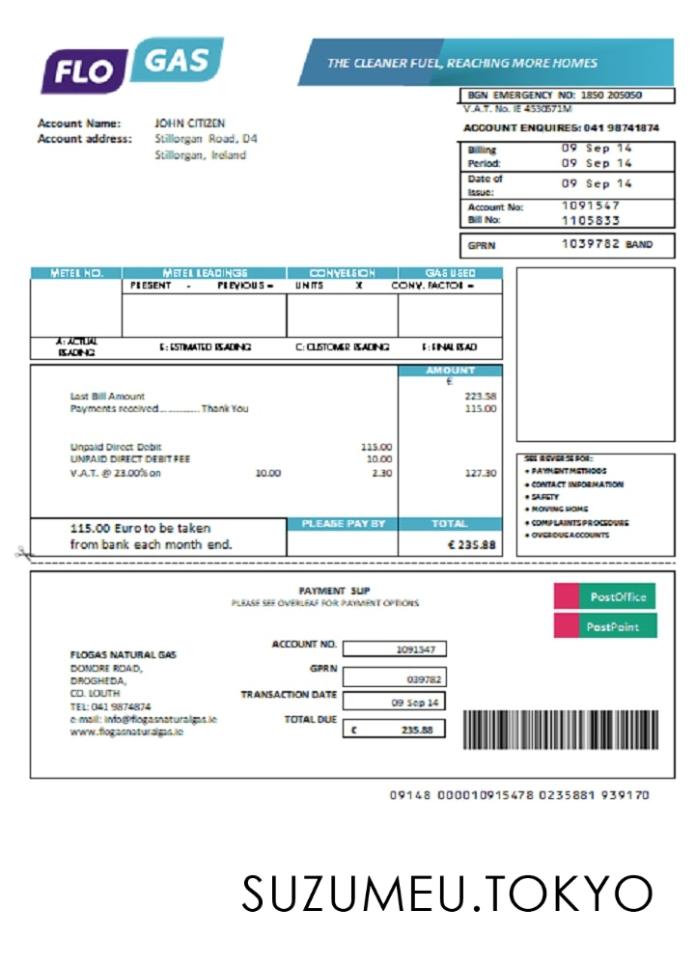 FLO GAS
THE CLEANER FUEL, REACHING MORE HOMES
BGN EMERGENCY NO: 1850 205050
V.A.T. No. IE 4530571M
ACCOUNT ENQUIRES: 041 98741874
Account Name: JOHN CITIZEN
Account address: Stillorgan Road, D4
Stillorgan, Ireland
Billing 09 Sep 14
Period: 09 Sep 14
Date of
Issue: 09 Sep 14
Account No: 1091547
Bill No: 1105833
GPRN 1039782 BAND
METEL NO. METEL LEADINGS CONVELSION GAS USED
PRESENT - PREVIOUS = UNITS X CONV. FACTOR =
A: ACTUAL
READING
E: ESTIMATED READING C: CUSTOMER READING F: FINAL READ
AMOUNT
€
Last Bill Amount 223.58
Payments received.............. Thank You 115.00
Unpaid Direct Debit 115.00
UNPAID DIRECT DEBIT FEE 10.00
V.A.T. @ 23.00% on 10.00 2.30 127.30
SEE REVERSE FOR:
• PAYMENT METHODS
• CONTACT INFORMATION
• SAFETY
• MOVING HOME
• COMPLAINTS PROCEDURE
• OVERDUE ACCOUNTS
115.00 Euro to be taken
from bank each month end.
PLEASE PAY BY TOTAL
€ 235.88
PAYMENT SLIP
PLEASE SEE OVERLEAF FOR PAYMENT OPTIONS
PostOffice
PostPoint
FLOGAS NATURAL GAS
DONORE ROAD,
DROGHEDA,
CO. LOUTH
TEL: 041 9874874
e-mail: info@flogasnaturalgas.ie
www.flogasnaturalgas.ie
ACCOUNT NO. 1091547
GPRN 039782
TRANSACTION DATE 09 Sep 14
TOTAL DUE € 235.88
09148 000010915478 0235881 939170
SUZUMEU.TOKYO